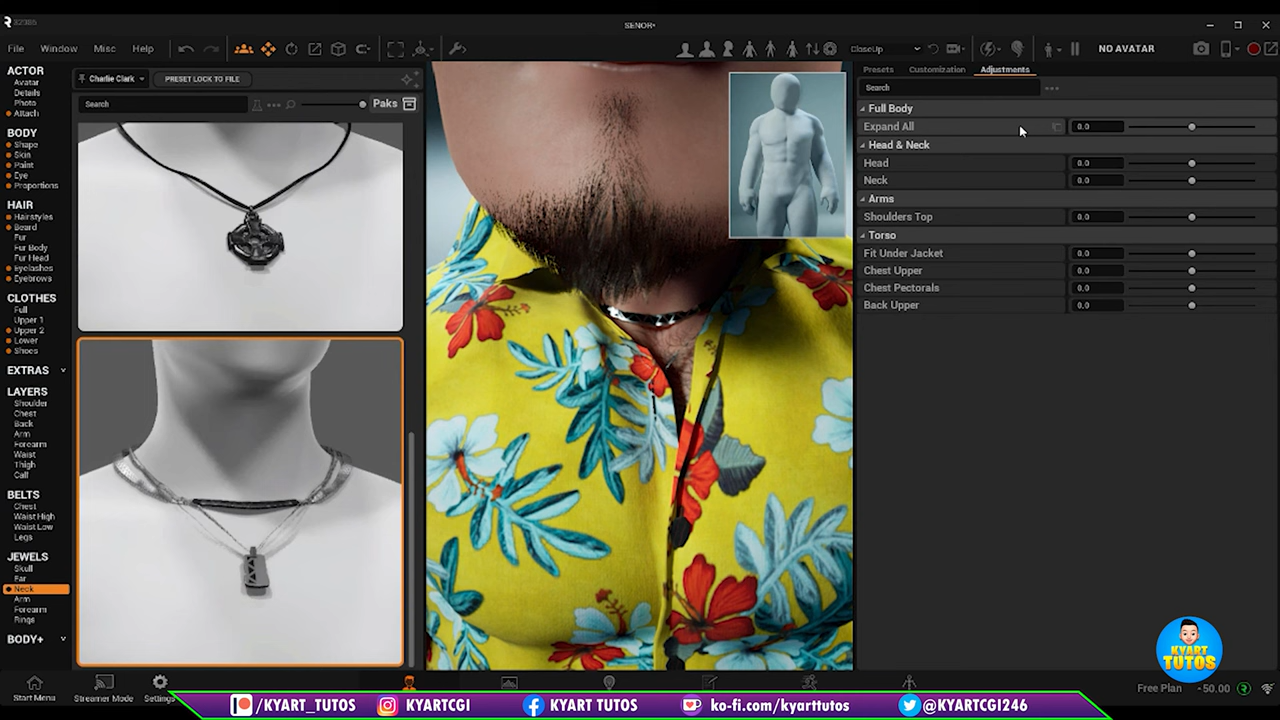 82985
SENOR*
File Window Misc Help
CloseUp
NO AVATAR
ACTOR
Avatar
Details
Photo
Attach
BODY
Shape
Skin
Paint
Eye
Proportions
HAIR
Hairstyles
Beard
Fur
Fur Body
Fur Head
Eyelashes
Eyebrows
CLOTHES
Full
Upper 1
Upper 2
Lower
Shoes
EXTRAS
LAYERS
Shoulder
Chest
Back
Arm
Forearm
Waist
Thigh
Calf
BELTS
Chest
Waist High
Waist Low
Legs
JEWELS
Skull
Ear
Neck
Arm
Forearm
Rings
BODY+
Charlie Clark
PRESET LOCK TO FILE
Search
Paks
Presets Customization Adjustments
Search
Full Body
Expand All 0.0
Head & Neck
Head 0.0
Neck 0.0
Arms
Shoulders Top 0.0
Torso
Fit Under Jacket 0.0
Chest Upper 0.0
Chest Pectorals 0.0
Back Upper 0.0
KYART
TUTOS
Start Menu Streamer Mode Settings
Free Plan -50.00
/KYART_TUTOS KYARTCGI KYART TUTOS ko-fi.com/kyarttutos @KYARTCGI246